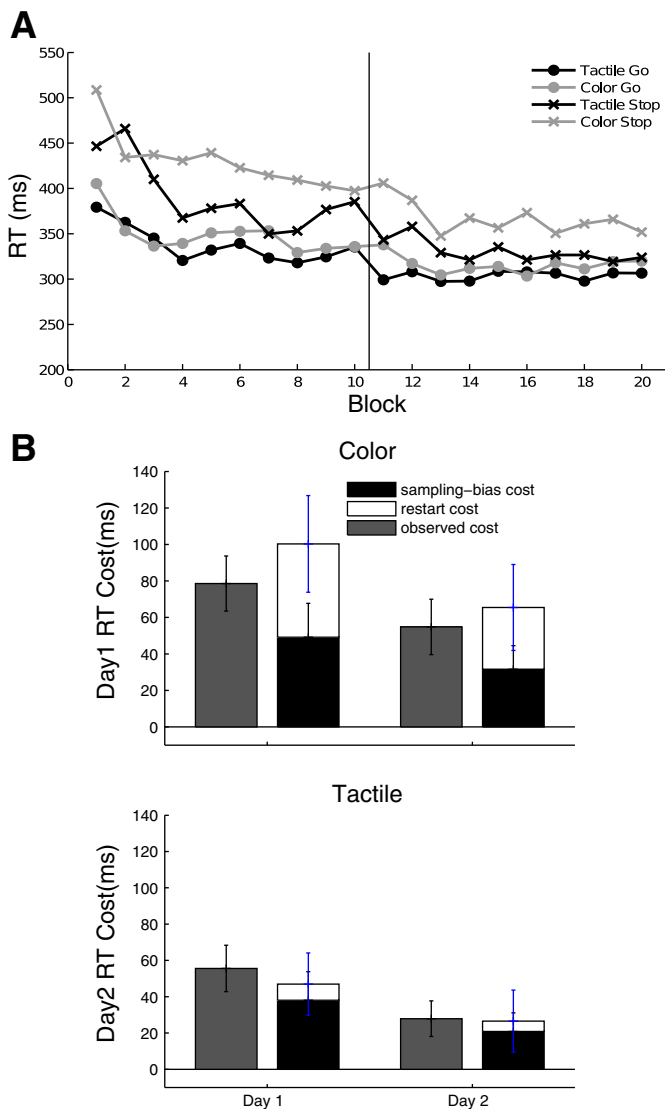 A
550
500
450
400
350
300
250
200
RT (ms)
Tactile Go
Color Go
Tactile Stop
Color Stop
0 2 4 6 8 10 12 14 16 18 20
Block
B
Color
140
120
100
80
60
40
20
0
Day1 RT Cost(ms)
sampling-bias cost
restart cost
observed cost
Tactile
140
120
100
80
60
40
20
0
Day2 RT Cost(ms)
Day 1 Day 2